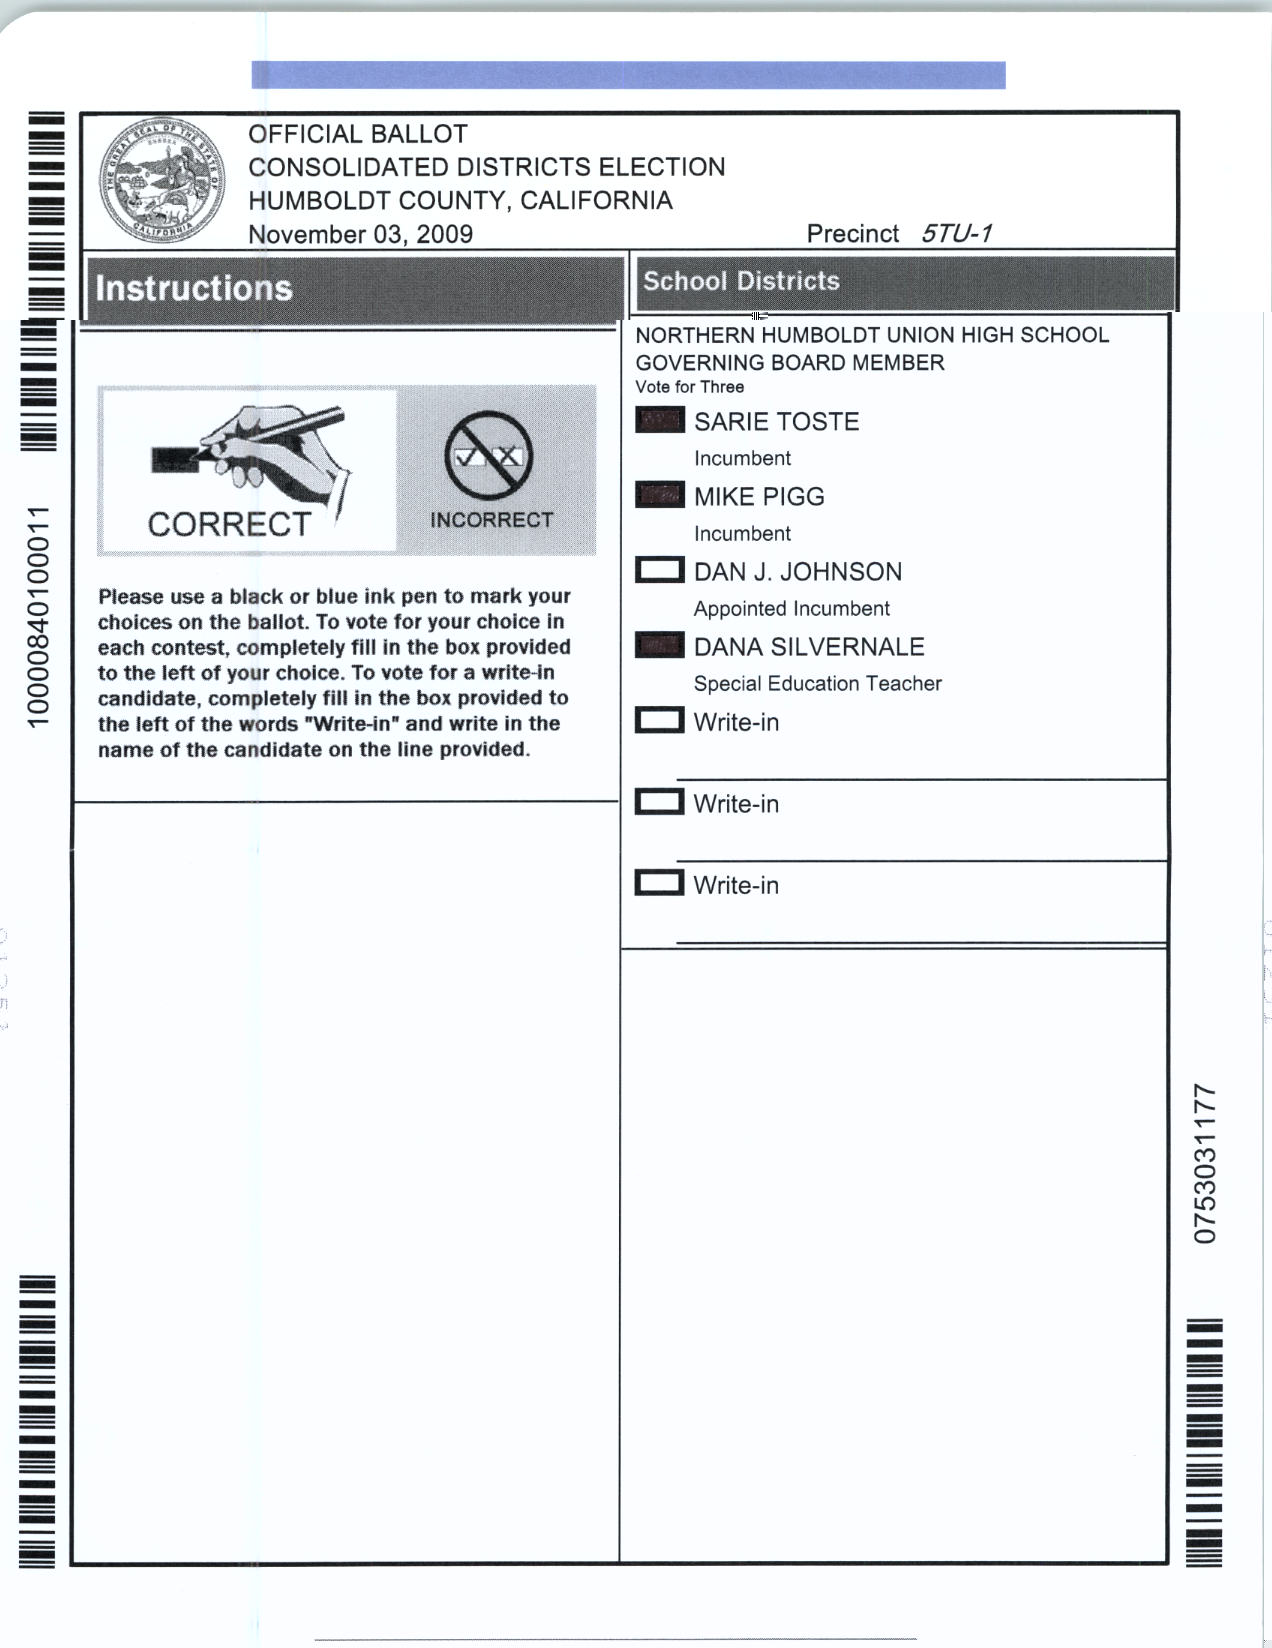 OFFICIAL BALLOT
CONSOLIDATED DISTRICTS ELECTION
HUMBOLDT COUNTY, CALIFORNIA
November 03, 2009
Precinct 5TU-1
THE GREAT SEAL OF THE STATE OF CALIFORNIA
Instructions
CORRECT
INCORRECT
Please use a black or blue ink pen to mark your
choices on the ballot. To vote for your choice in
each contest, completely fill in the box provided
to the left of your choice. To vote for a write-in
candidate, completely fill in the box provided to
the left of the words "Write-in" and write in the
name of the candidate on the line provided.
School Districts
NORTHERN HUMBOLDT UNION HIGH SCHOOL
GOVERNING BOARD MEMBER
Vote for Three
SARIE TOSTE
Incumbent
MIKE PIGG
Incumbent
DAN J. JOHNSON
Appointed Incumbent
DANA SILVERNALE
Special Education Teacher
Write-in
Write-in
Write-in
10000840100011
0753031177